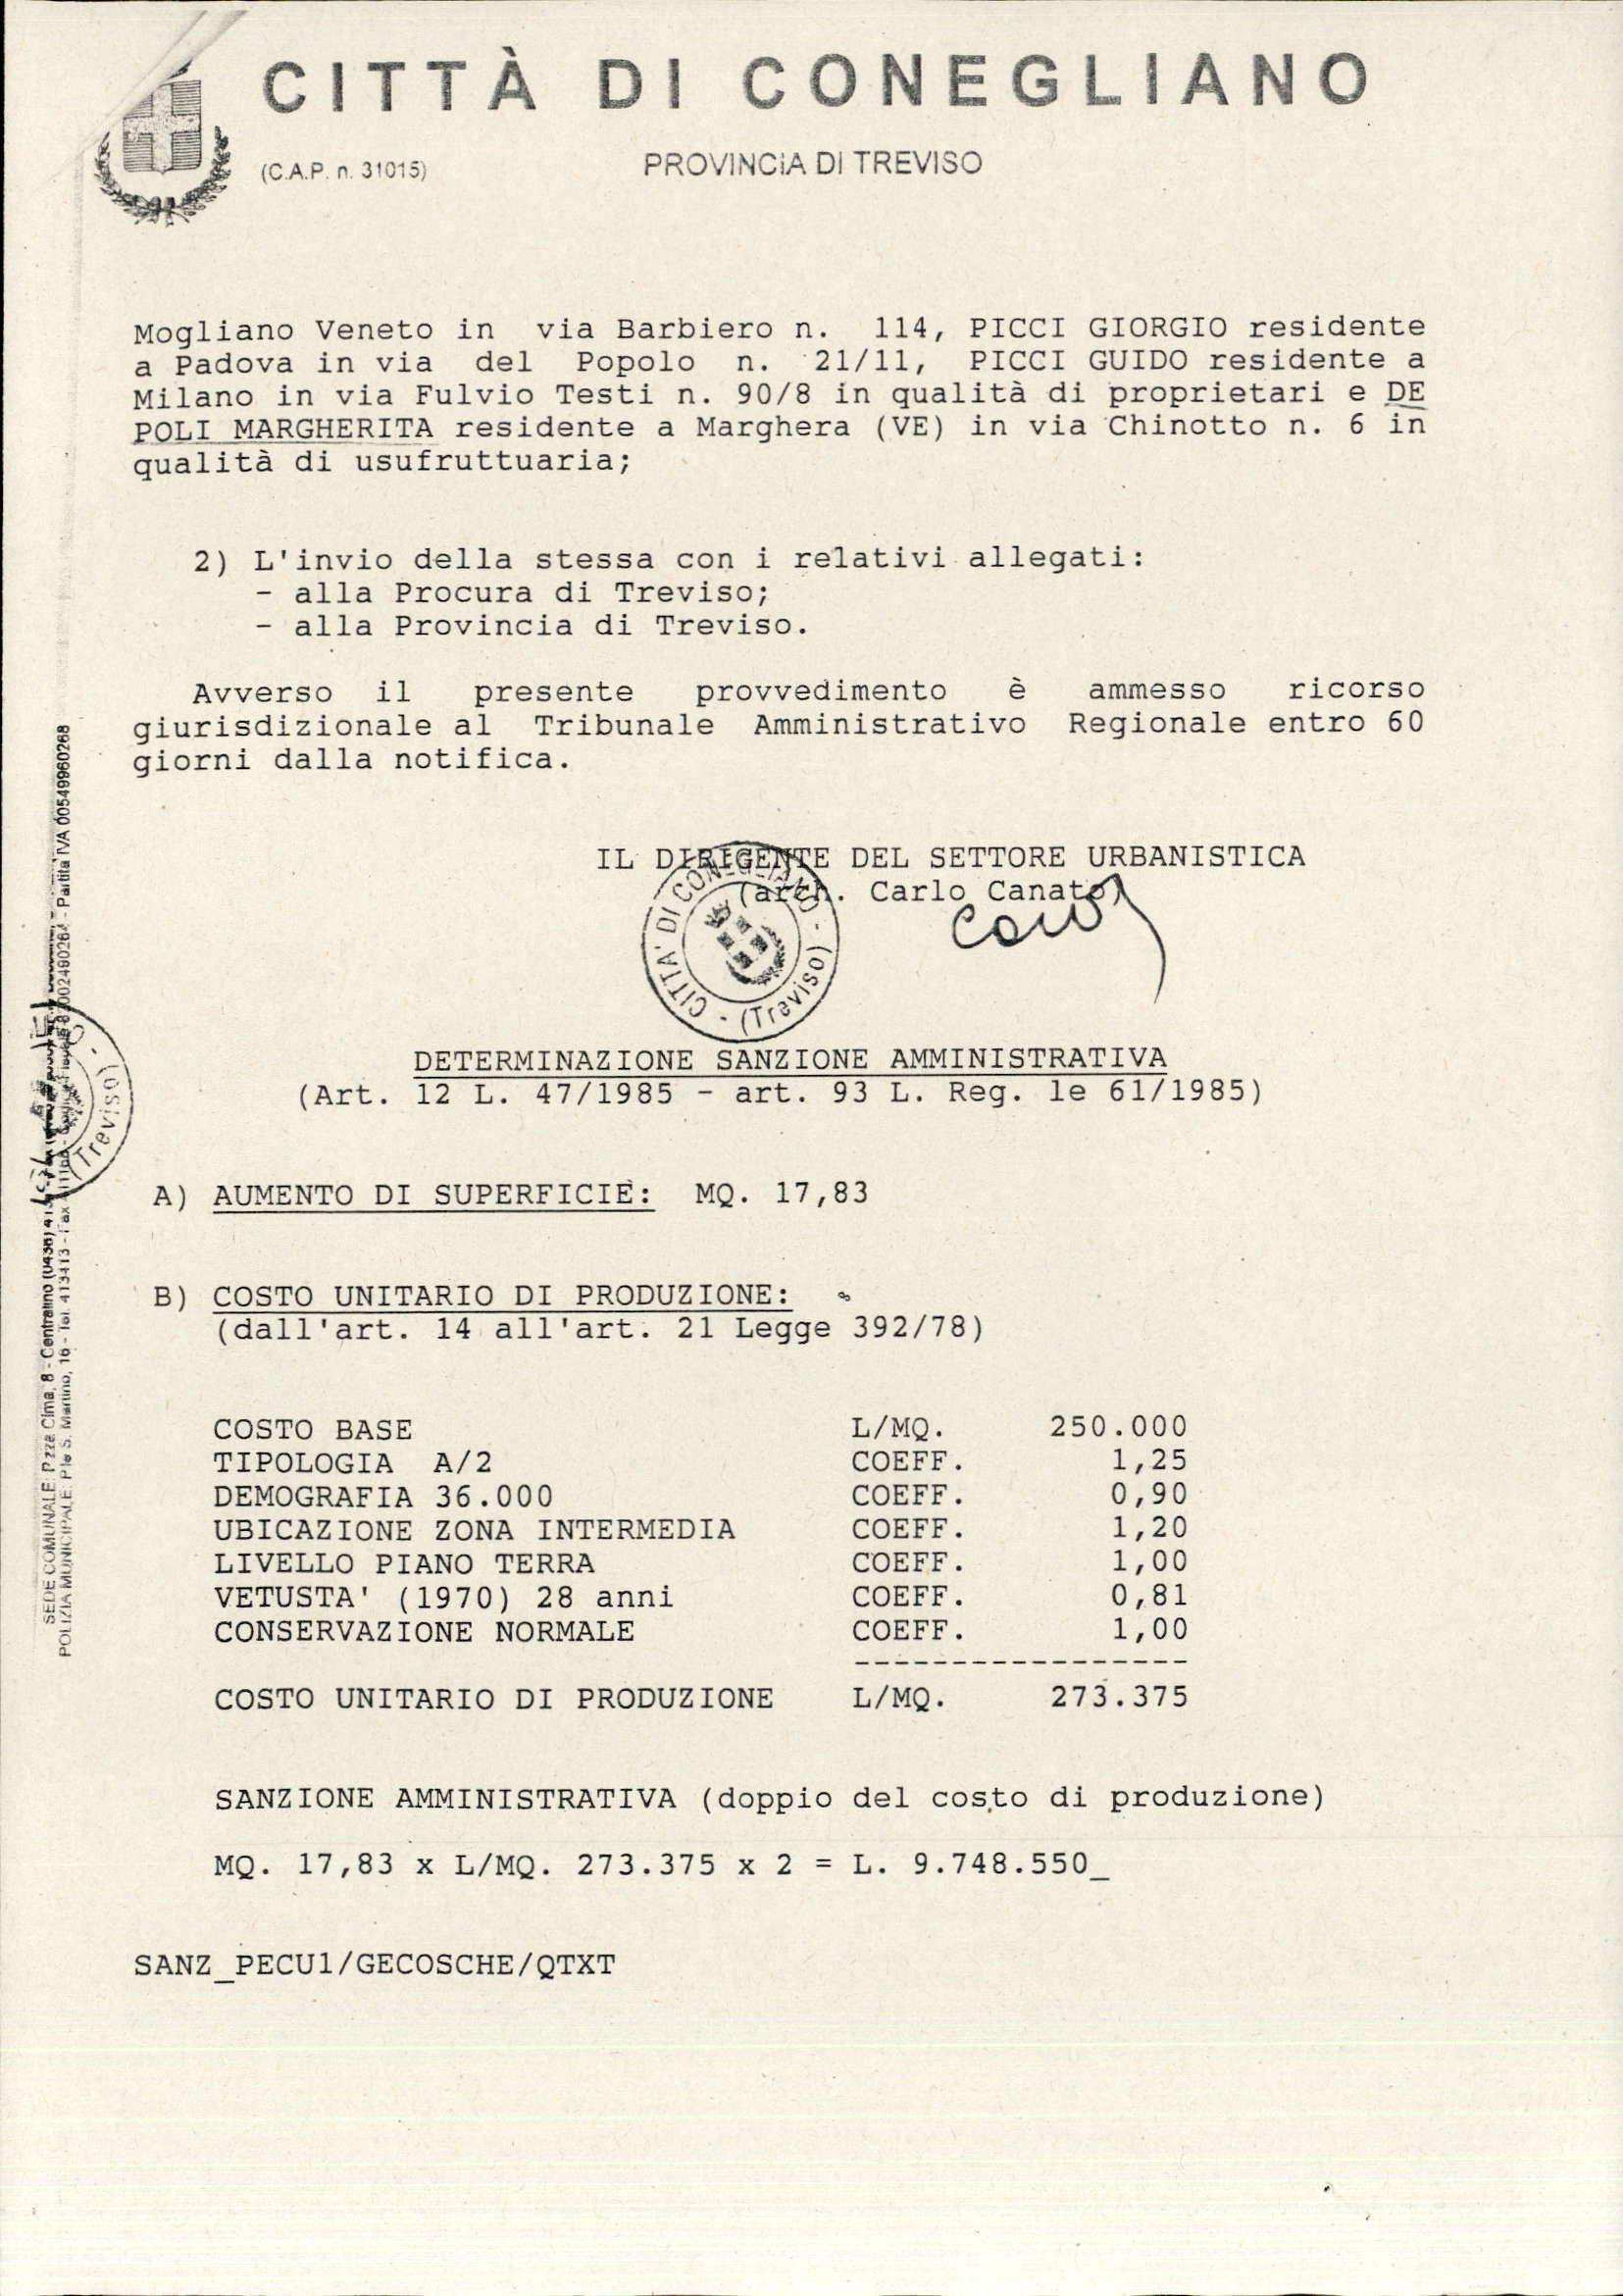 CITTÀ DI CONEGLIANO
(C.A.P. n. 31015)
PROVINCIA DI TREVISO
Mogliano Veneto in via Barbiero n. 114, PICCI GIORGIO residente
a Padova in via del Popolo n. 21/11, PICCI GUIDO residente a
Milano in via Fulvio Testi n. 90/8 in qualità di proprietari e DE
POLI MARGHERITA residente a Marghera (VE) in via Chinotto n. 6 in
qualità di usufruttuaria;
2) L'invio della stessa con i relativi allegati:
- alla Procura di Treviso;
- alla Provincia di Treviso.
Avverso il presente provvedimento è ammesso ricorso
giurisdizionale al Tribunale Amministrativo Regionale entro 60
giorni dalla notifica.
IL DIRIGENTE DEL SETTORE URBANISTICA
(arch. Carlo Canato)
CITTA' DI CONEGLIANO - (Treviso) -
DETERMINAZIONE SANZIONE AMMINISTRATIVA
(Art. 12 L. 47/1985 - art. 93 L. Reg. le 61/1985)
A) AUMENTO DI SUPERFICIE: MQ. 17,83
B) COSTO UNITARIO DI PRODUZIONE:
(dall'art. 14 all'art. 21 Legge 392/78)
COSTO BASE L/MQ. 250.000
TIPOLOGIA A/2 COEFF. 1,25
DEMOGRAFIA 36.000 COEFF. 0,90
UBICAZIONE ZONA INTERMEDIA COEFF. 1,20
LIVELLO PIANO TERRA COEFF. 1,00
VETUSTA' (1970) 28 anni COEFF. 0,81
CONSERVAZIONE NORMALE COEFF. 1,00
-----------------
COSTO UNITARIO DI PRODUZIONE L/MQ. 273.375
SANZIONE AMMINISTRATIVA (doppio del costo di produzione)
MQ. 17,83 x L/MQ. 273.375 x 2 = L. 9.748.550_
SANZ_PECU1/GECOSCHE/QTXT
SEDE COMUNALE: P.zza Cima, 8 - Centralino (0438)
POLIZIA MUNICIPALE: P.le S. Martino, 16 - Tel. 413413 - Fax
- Partita IVA 00549960268
(Treviso) -